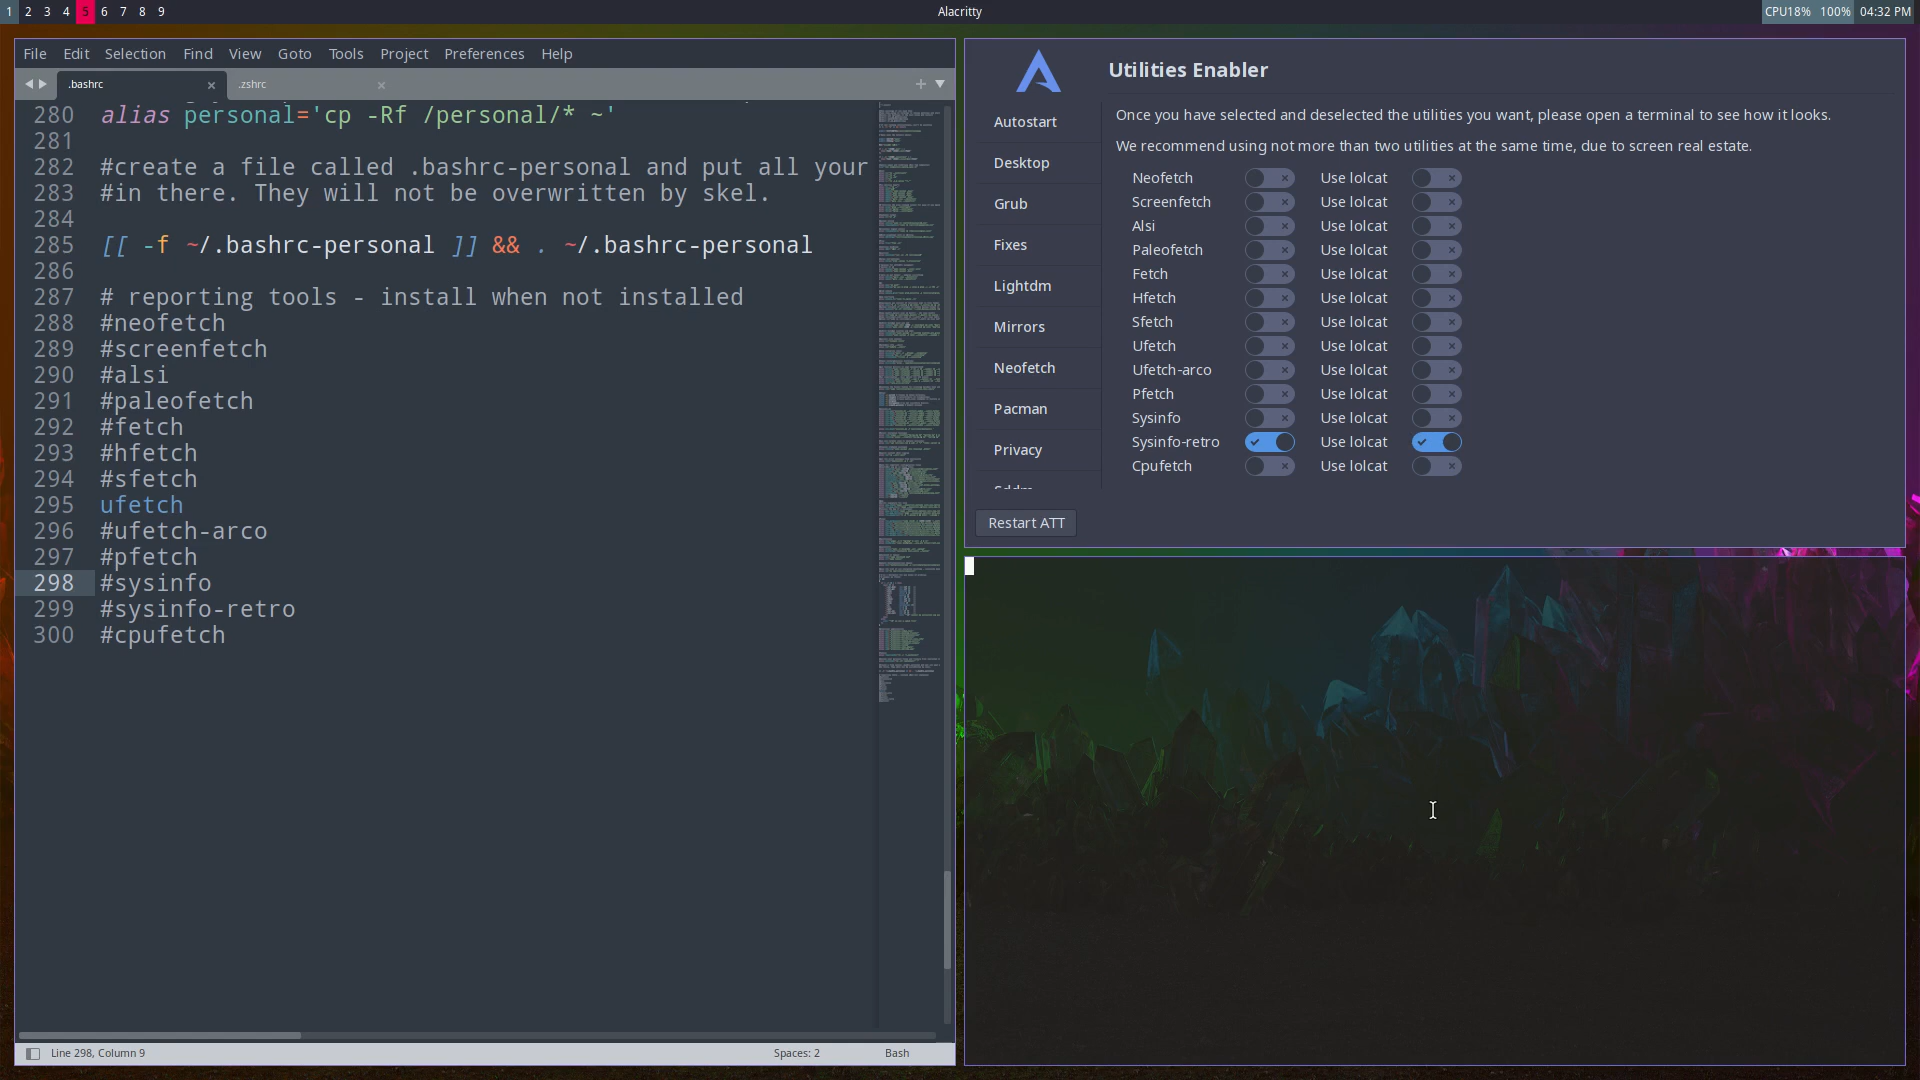 1 2 3 4 5 6 7 8 9
Alacritty
CPU18% 100% 04:32 PM
File Edit Selection Find View Goto Tools Project Preferences Help
.bashrc × .zshrc ×
280 alias personal='cp -Rf /personal/* ~'
281
282 #create a file called .bashrc-personal and put all your
283 #in there. They will not be overwritten by skel.
284
285 [[ -f ~/.bashrc-personal ]] && . ~/.bashrc-personal
286
287 # reporting tools - install when not installed
288 #neofetch
289 #screenfetch
290 #alsi
291 #paleofetch
292 #fetch
293 #hfetch
294 #sfetch
295 ufetch
296 #ufetch-arco
297 #pfetch
298 #sysinfo
299 #sysinfo-retro
300 #cpufetch
Line 298, Column 9 Spaces: 2 Bash
Utilities Enabler
Autostart
Desktop
Grub
Fixes
Lightdm
Mirrors
Neofetch
Pacman
Privacy
Restart ATT
Once you have selected and deselected the utilities you want, please open a terminal to see how it looks.
We recommend using not more than two utilities at the same time, due to screen real estate.
Neofetch Use lolcat
Screenfetch Use lolcat
Alsi Use lolcat
Paleofetch Use lolcat
Fetch Use lolcat
Hfetch Use lolcat
Sfetch Use lolcat
Ufetch Use lolcat
Ufetch-arco Use lolcat
Pfetch Use lolcat
Sysinfo Use lolcat
Sysinfo-retro Use lolcat
Cpufetch Use lolcat